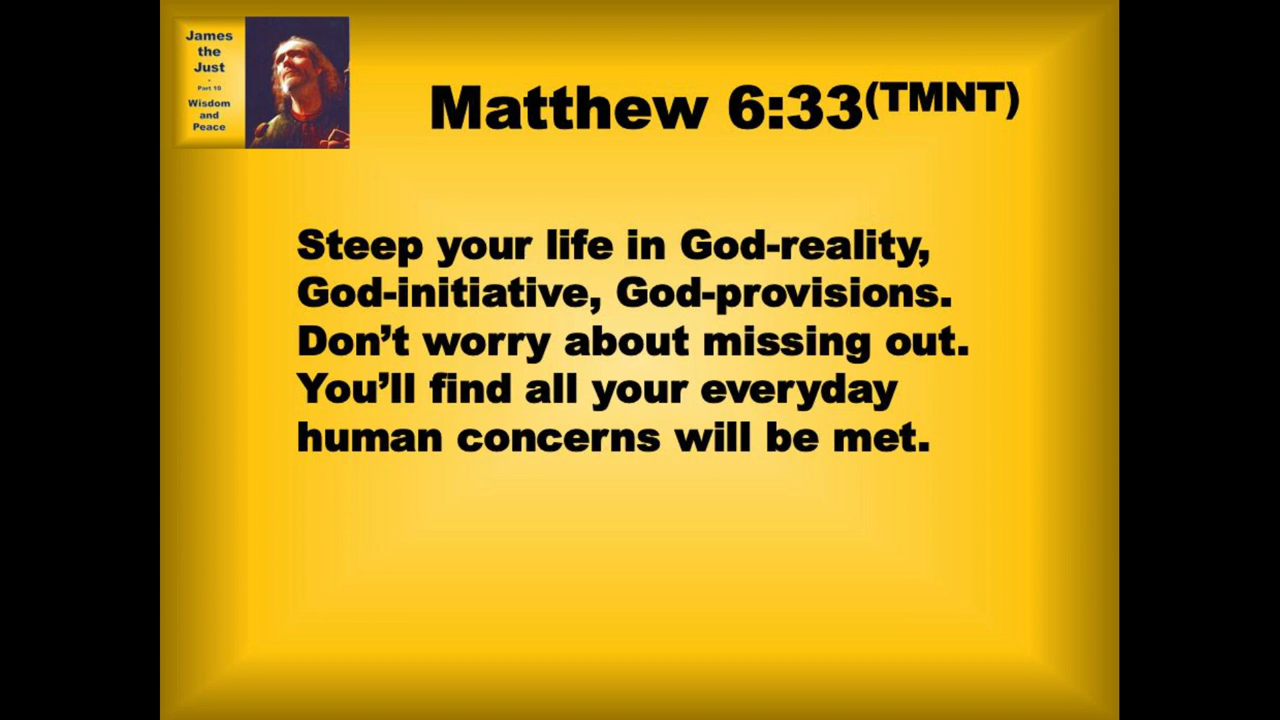 James
the
Just
-
Part 10
Wisdom
and
Peace
Matthew 6:33(TMNT)
Steep your life in God-reality,
God-initiative, God-provisions.
Don’t worry about missing out.
You’ll find all your everyday
human concerns will be met.